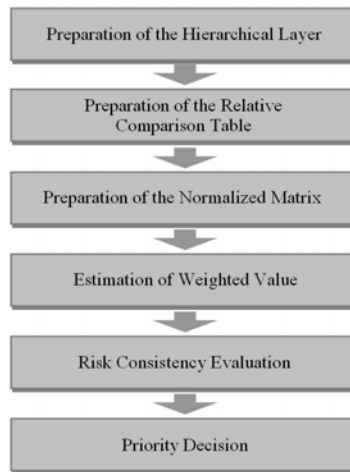 Preparation of the Hierarchical Layer
Preparation of the Relative
Comparison Table
Preparation of the Normalized Matrix
Estimation of Weighted Value
Risk Consistency Evaluation
Priority Decision